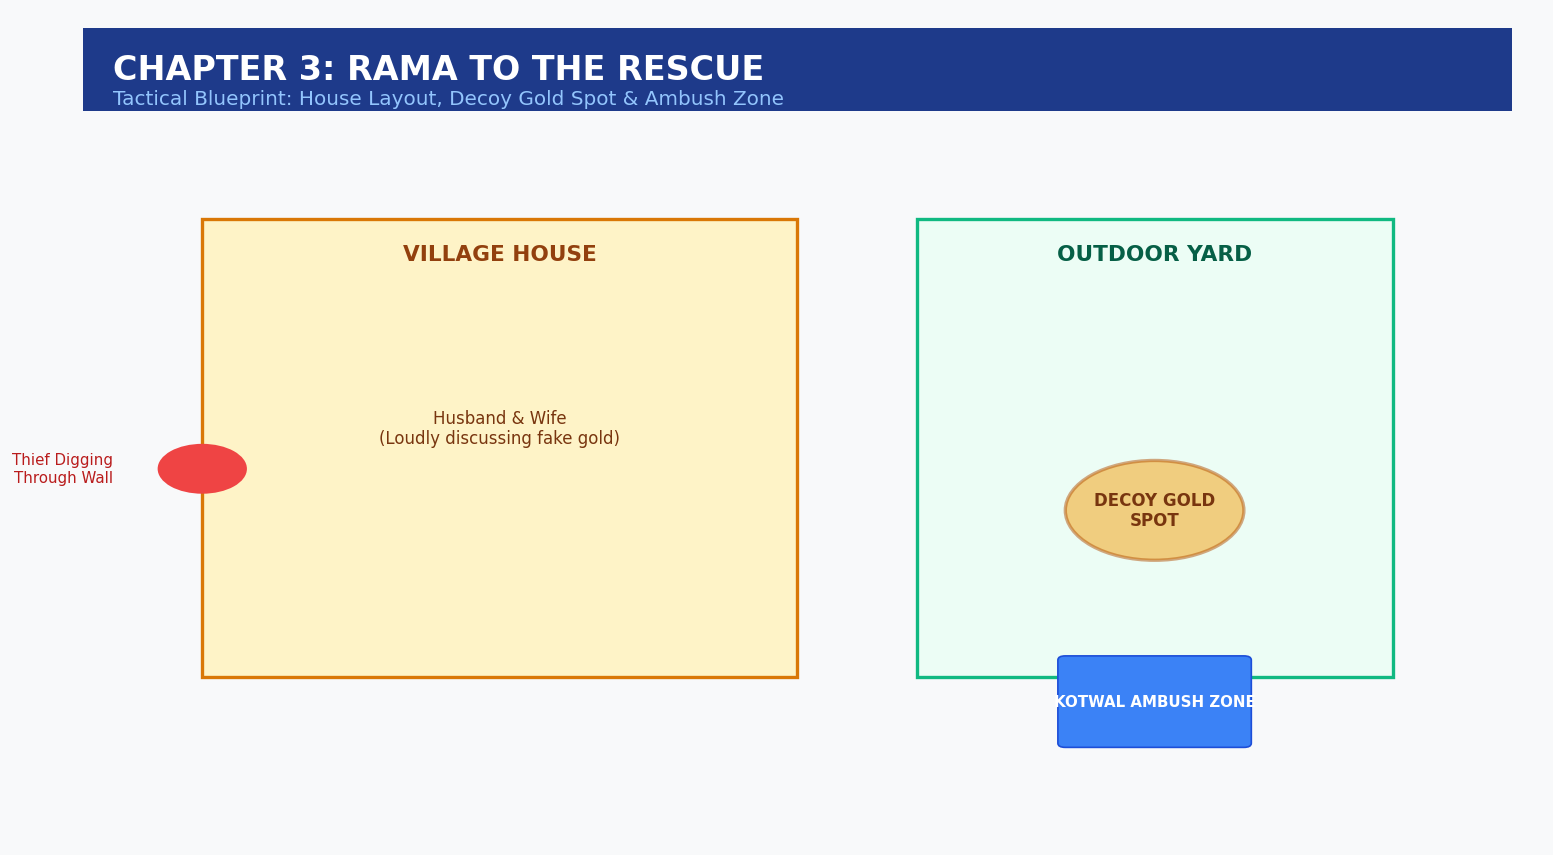 CHAPTER 3: RAMA TO THE RESCUE
Tactical Blueprint: House Layout, Decoy Gold Spot & Ambush Zone
VILLAGE HOUSE
Husband & Wife
(Loudly discussing fake gold)
Thief Digging
Through Wall
OUTDOOR YARD
DECOY GOLD
SPOT
KOTWAL AMBUSH ZONE